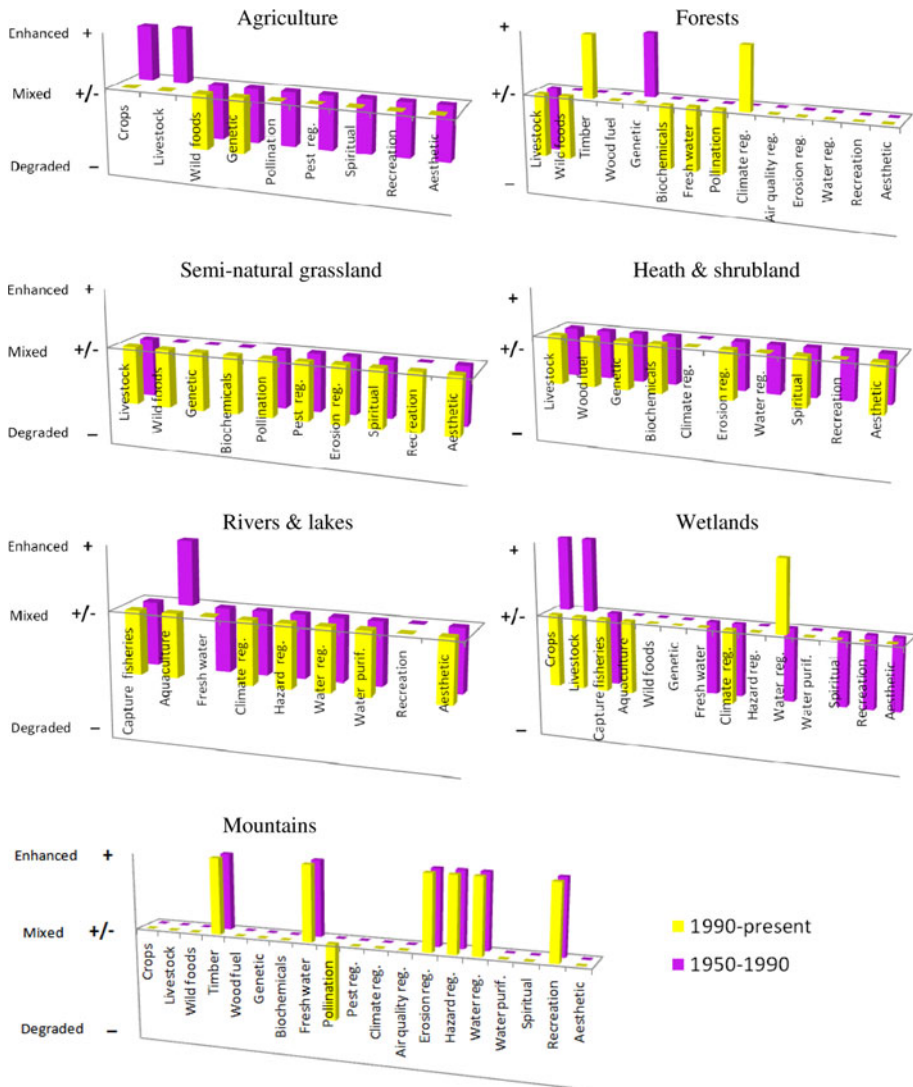 Agriculture
Enhanced +
Mixed +/-
Degraded –
Crops
Livestock
Wild foods
Genetic
Pollination
Pest reg.
Spiritual
Recreation
Aesthetic
Forests
+
+/-
–
Livestock
Wild foods
Timber
Wood fuel
Genetic
Biochemicals
Fresh water
Pollination
Climate reg.
Air quality reg.
Erosion reg.
Water reg.
Recreation
Aesthetic
Semi-natural grassland
Enhanced +
Mixed +/-
Degraded –
Livestock
Wild foods
Genetic
Biochemicals
Pollination
Pest reg.
Erosion reg.
Spiritual
Recreation
Aesthetic
Heath & shrubland
+
+/-
–
Livestock
Wood fuel
Genetic
Biochemicals
Climate reg.
Erosion reg.
Water reg.
Spiritual
Recreation
Aesthetic
Rivers & lakes
Enhanced +
Mixed +/-
Degraded –
Capture fisheries
Aquaculture
Fresh water
Climate reg.
Hazard reg.
Water reg.
Water purif.
Recreation
Aesthetic
Wetlands
+
+/-
–
Crops
Livestock
Capture fisheries
Aquaculture
Wild foods
Genetic
Fresh water
Climate reg.
Hazard reg.
Water reg.
Water purif.
Spiritual
Recreation
Aesthetic
Mountains
Enhanced +
Mixed +/-
Degraded –
Crops
Livestock
Wild foods
Timber
Wood fuel
Genetic
Biochemicals
Fresh water
Pollination
Pest reg.
Climate reg.
Air quality reg.
Erosion reg.
Hazard reg.
Water reg.
Water purif.
Spiritual
Recreation
Aesthetic
1990-present
1950-1990